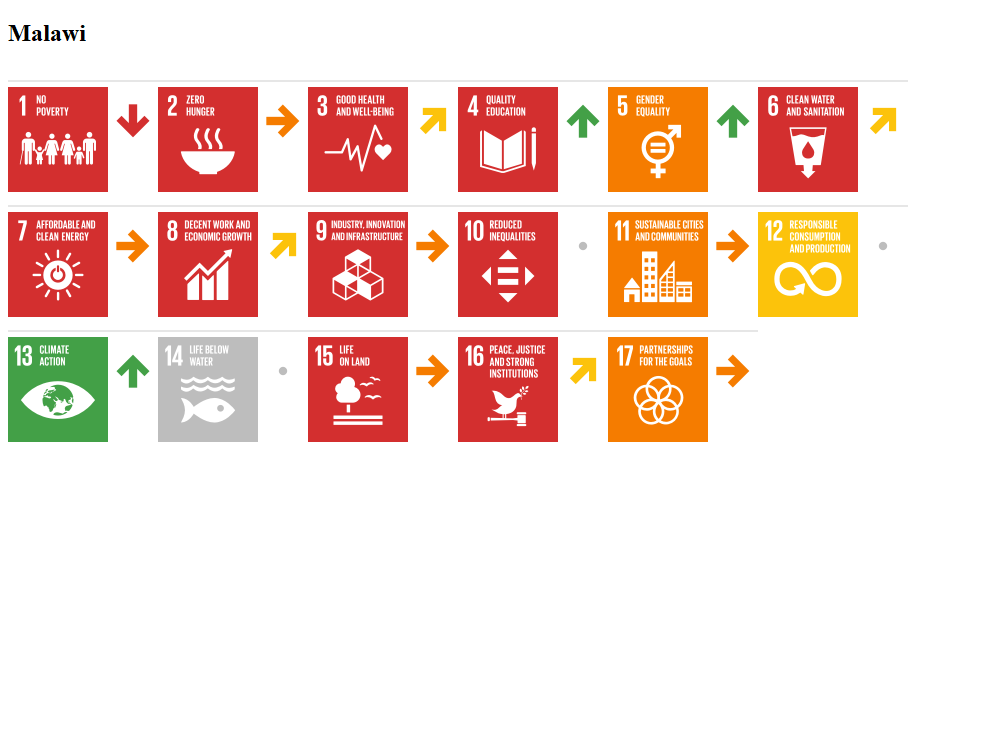 Malawi
1 NO
POVERTY
2 ZERO
HUNGER
3 GOOD HEALTH
AND WELL-BEING
4 QUALITY
EDUCATION
5 GENDER
EQUALITY
6 CLEAN WATER
AND SANITATION
7 AFFORDABLE AND
CLEAN ENERGY
8 DECENT WORK AND
ECONOMIC GROWTH
9 INDUSTRY, INNOVATION
AND INFRASTRUCTURE
10 REDUCED
INEQUALITIES
11 SUSTAINABLE CITIES
AND COMMUNITIES
12 RESPONSIBLE
CONSUMPTION
AND PRODUCTION
13 CLIMATE
ACTION
14 LIFE BELOW
WATER
15 LIFE
ON LAND
16 PEACE, JUSTICE
AND STRONG
INSTITUTIONS
17 PARTNERSHIPS
FOR THE GOALS